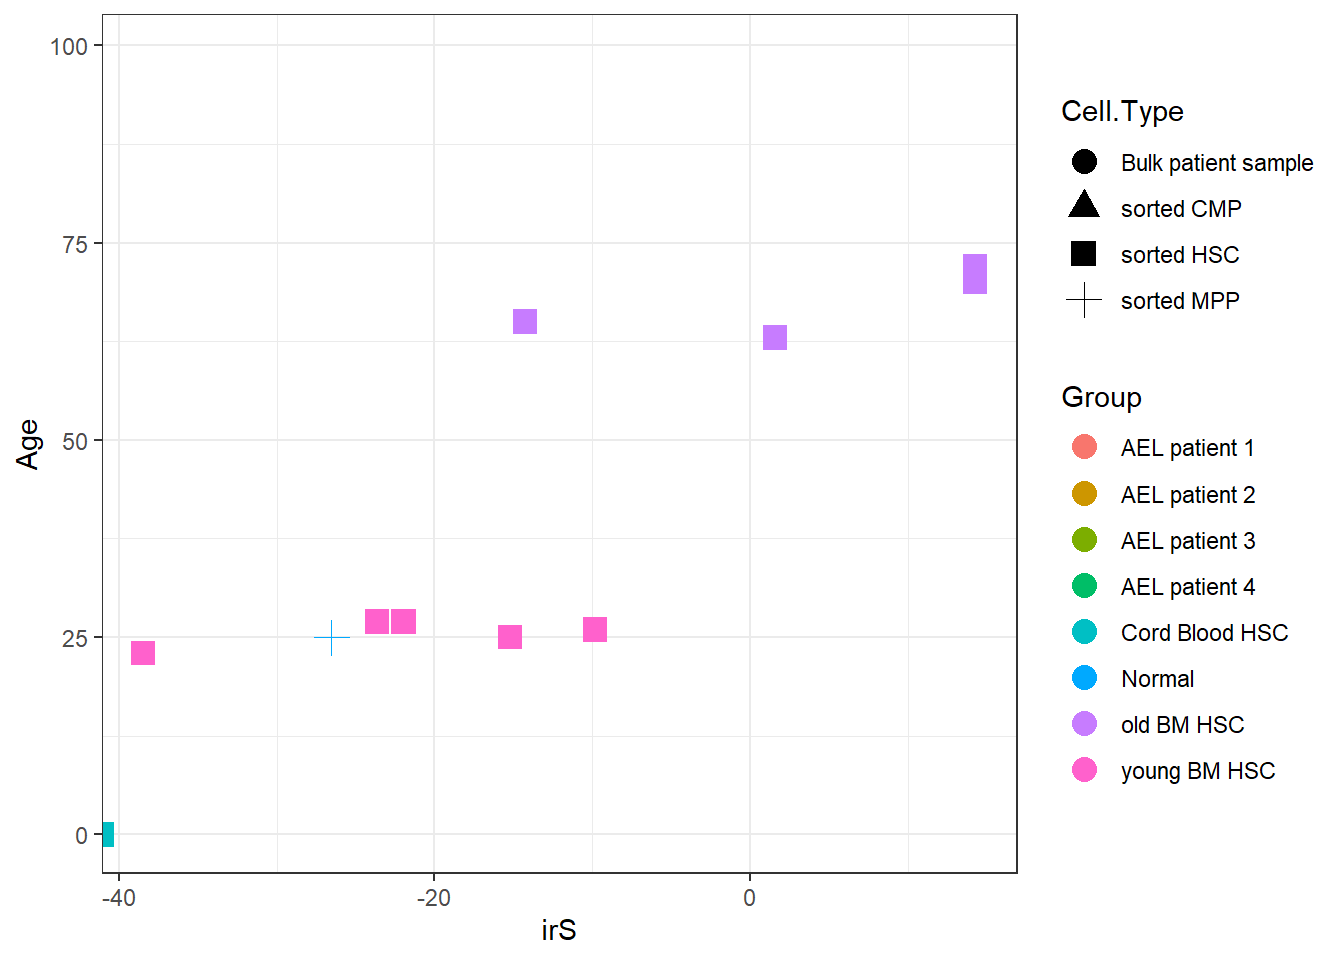 100
75
50
25
0
Age
-40
-20
0
irS
Cell.Type
Bulk patient sample
sorted CMP
sorted HSC
sorted MPP
Group
AEL patient 1
AEL patient 2
AEL patient 3
AEL patient 4
Cord Blood HSC
Normal
old BM HSC
young BM HSC